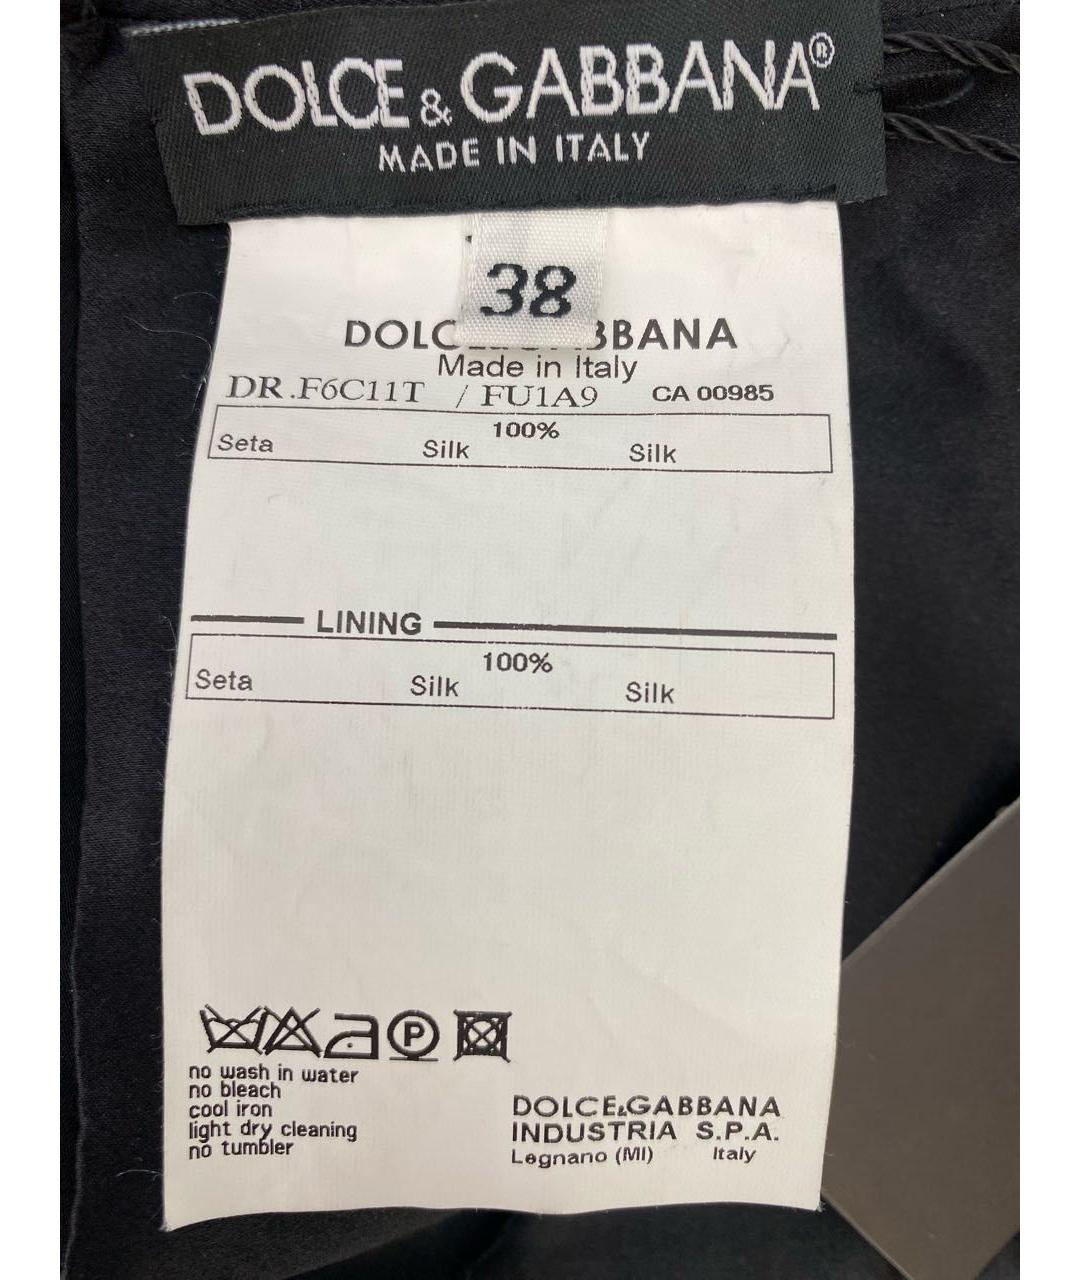 DOLCE & GABBANA®
MADE IN ITALY
38
DOLC BBANA
Made in Italy
DR.F6C11T / FU1A9 CA 00985
100%
Seta Silk Silk
LINING
100%
Seta Silk Silk
P
no wash in water
no bleach
cool iron
light dry cleaning
no tumbler
DOLCE&GABBANA
INDUSTRIA S.P.A.
Legnano (MI) Italy